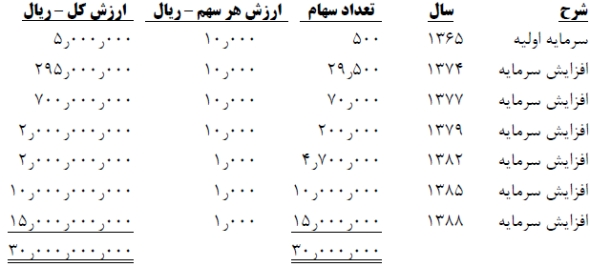 شرح سال تعداد سهام ارزش هر سهم – ریال ارزش کل – ریال
سرمایه اولیه ۱۳۶۵ ۵۰۰ ۱۰٫۰۰۰ ۵٫۰۰۰٫۰۰۰
افزایش سرمایه ۱۳۷۴ ۲۹٫۵۰۰ ۱۰٫۰۰۰ ۲۹۵٫۰۰۰٫۰۰۰
افزایش سرمایه ۱۳۷۷ ۷۰٫۰۰۰ ۱۰٫۰۰۰ ۷۰۰٫۰۰۰٫۰۰۰
افزایش سرمایه ۱۳۷۹ ۲۰۰٫۰۰۰ ۱۰٫۰۰۰ ۲٫۰۰۰٫۰۰۰٫۰۰۰
افزایش سرمایه ۱۳۸۲ ۴٫۷۰۰٫۰۰۰ ۱٫۰۰۰ ۲٫۰۰۰٫۰۰۰٫۰۰۰
افزایش سرمایه ۱۳۸۵ ۱۰٫۰۰۰٫۰۰۰ ۱٫۰۰۰ ۱۰٫۰۰۰٫۰۰۰٫۰۰۰
افزایش سرمایه ۱۳۸۸ ۱۵٫۰۰۰٫۰۰۰ ۱٫۰۰۰ ۱۵٫۰۰۰٫۰۰۰٫۰۰۰
۳۰٫۰۰۰٫۰۰۰ ۳۰٫۰۰۰٫۰۰۰٫۰۰۰